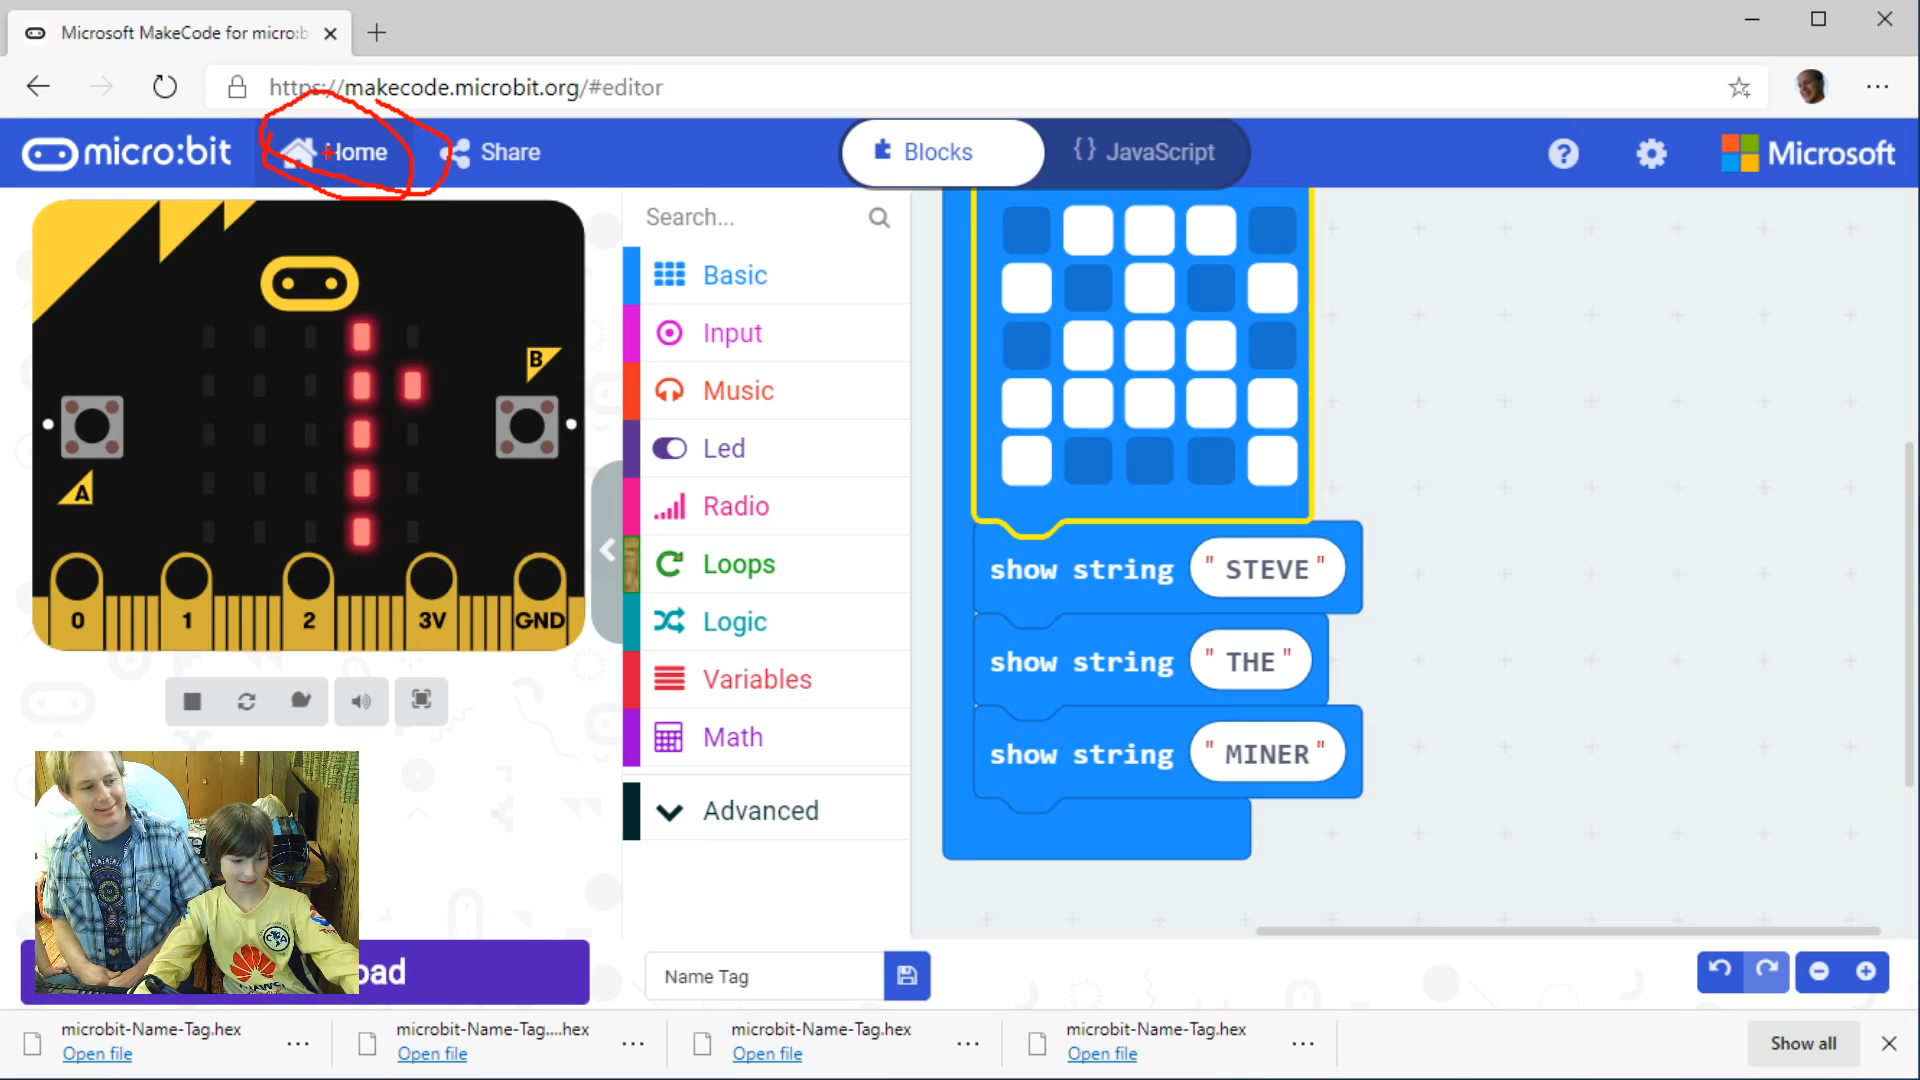 Microsoft MakeCode for micro:b
https://makecode.microbit.org/#editor
micro:bit
Home
Share
Blocks
{} JavaScript
?
Microsoft
Search...
Basic
Input
Music
Led
Radio
Loops
Logic
Variables
Math
Advanced
B
A
0
1
2
3V
GND
show string " STEVE "
show string " THE "
show string " MINER "
oad
Name Tag
microbit-Name-Tag.hex
Open file
microbit-Name-Tag....hex
Open file
microbit-Name-Tag.hex
Open file
microbit-Name-Tag.hex
Open file
Show all